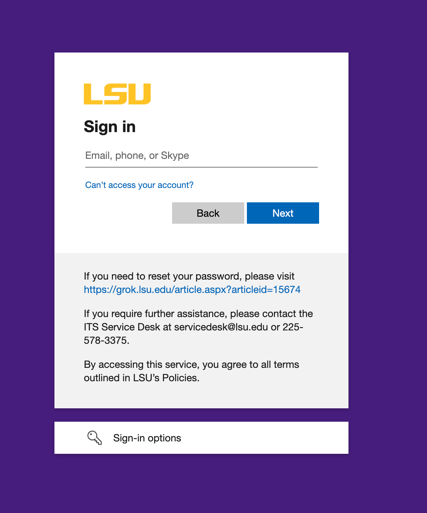 LSU
Sign in
Email, phone, or Skype
Can't access your account?
Back
Next
If you need to reset your password, please visit
https://grok.lsu.edu/article.aspx?articleid=15674
If you require further assistance, please contact the
ITS Service Desk at servicedesk@lsu.edu or 225-
578-3375.
By accessing this service, you agree to all terms
outlined in LSU's Policies.
Sign-in options